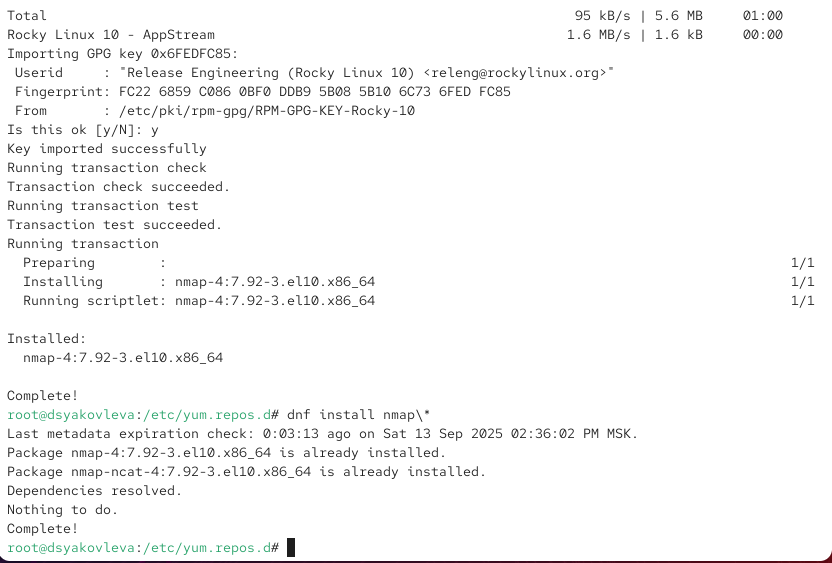 Total 95 kB/s | 5.6 MB 01:00
Rocky Linux 10 - AppStream 1.6 MB/s | 1.6 kB 00:00
Importing GPG key 0x6FEDFC85:
Userid : "Release Engineering (Rocky Linux 10) <releng@rockylinux.org>"
Fingerprint: FC22 6859 C086 0BF0 DDB9 5B08 5B10 6C73 6FED FC85
From : /etc/pki/rpm-gpg/RPM-GPG-KEY-Rocky-10
Is this ok [y/N]: y
Key imported successfully
Running transaction check
Transaction check succeeded.
Running transaction test
Transaction test succeeded.
Running transaction
Preparing : 1/1
Installing : nmap-4:7.92-3.el10.x86_64 1/1
Running scriptlet: nmap-4:7.92-3.el10.x86_64 1/1
Installed:
nmap-4:7.92-3.el10.x86_64
Complete!
root@dsyakovleva:/etc/yum.repos.d# dnf install nmap\*
Last metadata expiration check: 0:03:13 ago on Sat 13 Sep 2025 02:36:02 PM MSK.
Package nmap-4:7.92-3.el10.x86_64 is already installed.
Package nmap-ncat-4:7.92-3.el10.x86_64 is already installed.
Dependencies resolved.
Nothing to do.
Complete!
root@dsyakovleva:/etc/yum.repos.d#